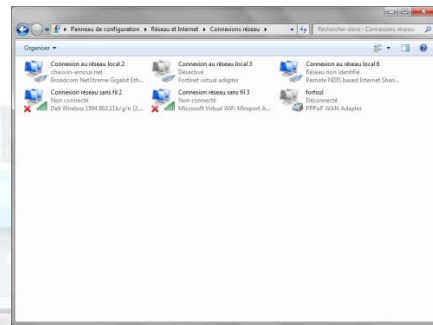 Panneau de configuration ▸ Réseau et Internet ▸ Connexions réseau ▸
Rechercher dans : Connexions réseau
Organiser
Connexion au réseau local 2
chauvin-arnoux.net
Broadcom NetXtreme Gigabit Eth...
Connexion au réseau local 3
Désactivé
Fortinet virtual adapter
Connexion au réseau local 6
Réseau non identifié
Remote NDIS based Internet Shari...
Connexion réseau sans fil 2
Non connecté
Dell Wireless 1504 802.11b/g/n (2....
Connexion réseau sans fil 3
Non connecté
Microsoft Virtual WiFi Miniport A...
fortissl
Déconnecté
PPPoP WAN Adapter